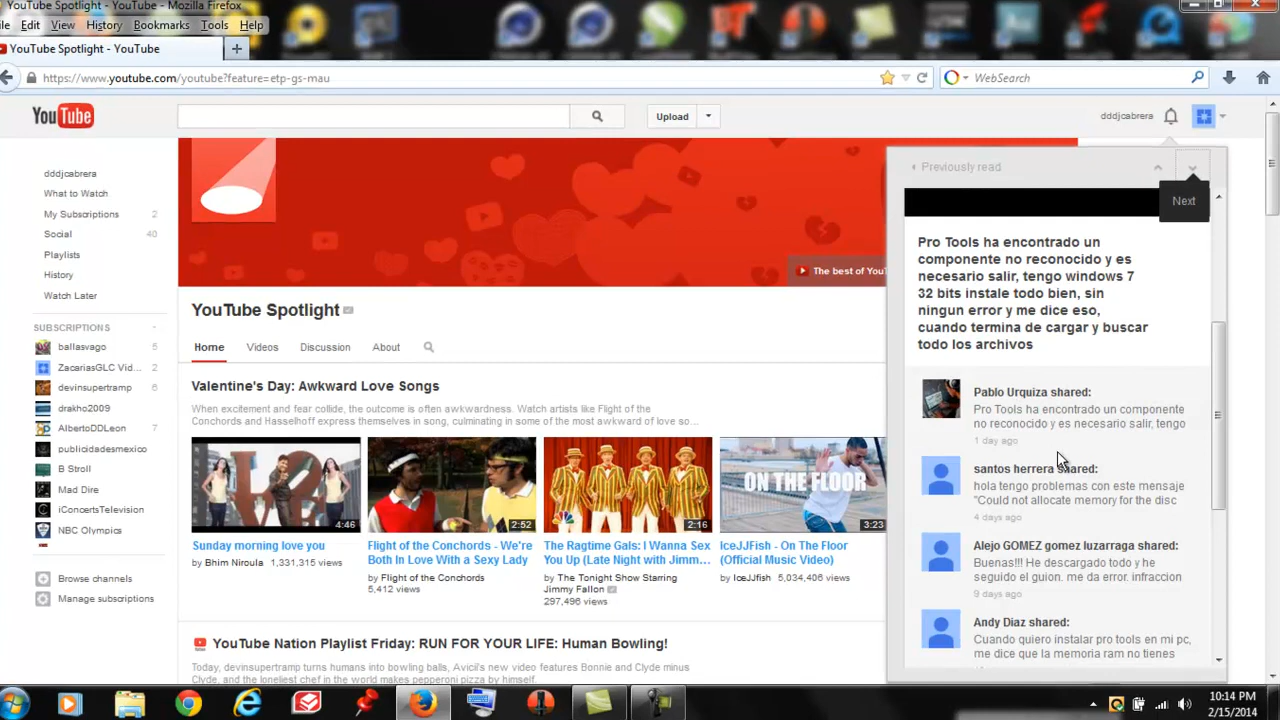 YouTube Spotlight - YouTube - Mozilla Firefox
ile Edit View History Bookmarks Tools Help
YouTube Spotlight - YouTube +
https://www.youtube.com/youtube?feature=etp-gs-mau WebSearch
YouTube Upload dddjcabrera
dddjcabrera
What to Watch
My Subscriptions 2
Social 40
Playlists
History
Watch Later
SUBSCRIPTIONS
ballasvago 5
ZacariasGLC Vid... 2
devinsupertramp 6
drakho2009
AlbertoDDLeon 7
publicidadesmexico
B Stroll
Mad Dire
iConcertsTelevision
NBC Olympics
Browse channels
Manage subscriptions
The best of You
YouTube Spotlight
Home Videos Discussion About
Valentine's Day: Awkward Love Songs
When excitement and fear collide, the outcome is often awkwardness. Watch artists like Flight of the
Conchords and Hasselhoff express themselves in song, culminating in some of the most awkward of love so...
4:46
Sunday morning love you
by Bhim Niroula 1,331,315 views
2:52
Flight of the Conchords - We're
Both In Love With a Sexy Lady
by Flight of the Conchords
5,412 views
2:16
The Ragtime Gals: I Wanna Sex
You Up (Late Night with Jimm...
by The Tonight Show Starring
Jimmy Fallon
297,496 views
ON THE FLOOR
3:23
IceJJFish - On The Floor
(Official Music Video)
by IceJJfish 5,034,406 views
YouTube Nation Playlist Friday: RUN FOR YOUR LIFE: Human Bowling!
Today, devinsupertramp turns humans into bowling balls, Avicii's new video features Bonnie and Clyde minus
Clyde, and the loneliest chef in the world makes pepperoni pizza by himself.
Previously read
Next
Pro Tools ha encontrado un
componente no reconocido y es
necesario salir, tengo windows 7
32 bits instale todo bien, sin
ningun error y me dice eso,
cuando termina de cargar y buscar
todo los archivos
Pablo Urquiza shared:
Pro Tools ha encontrado un componente
no reconocido y es necesario salir, tengo
1 day ago
santos herrera shared:
hola tengo problemas con este mensaje
"Could not allocate memory for the disc
4 days ago
Alejo GOMEZ gomez luzarraga shared:
Buenas!!! He descargado todo y he
seguido el guion. me da error. infraccion
9 days ago
Andy Diaz shared:
Cuando quiero instalar pro tools en mi pc,
me dice que la memoria ram no tienes
10:14 PM
2/15/2014